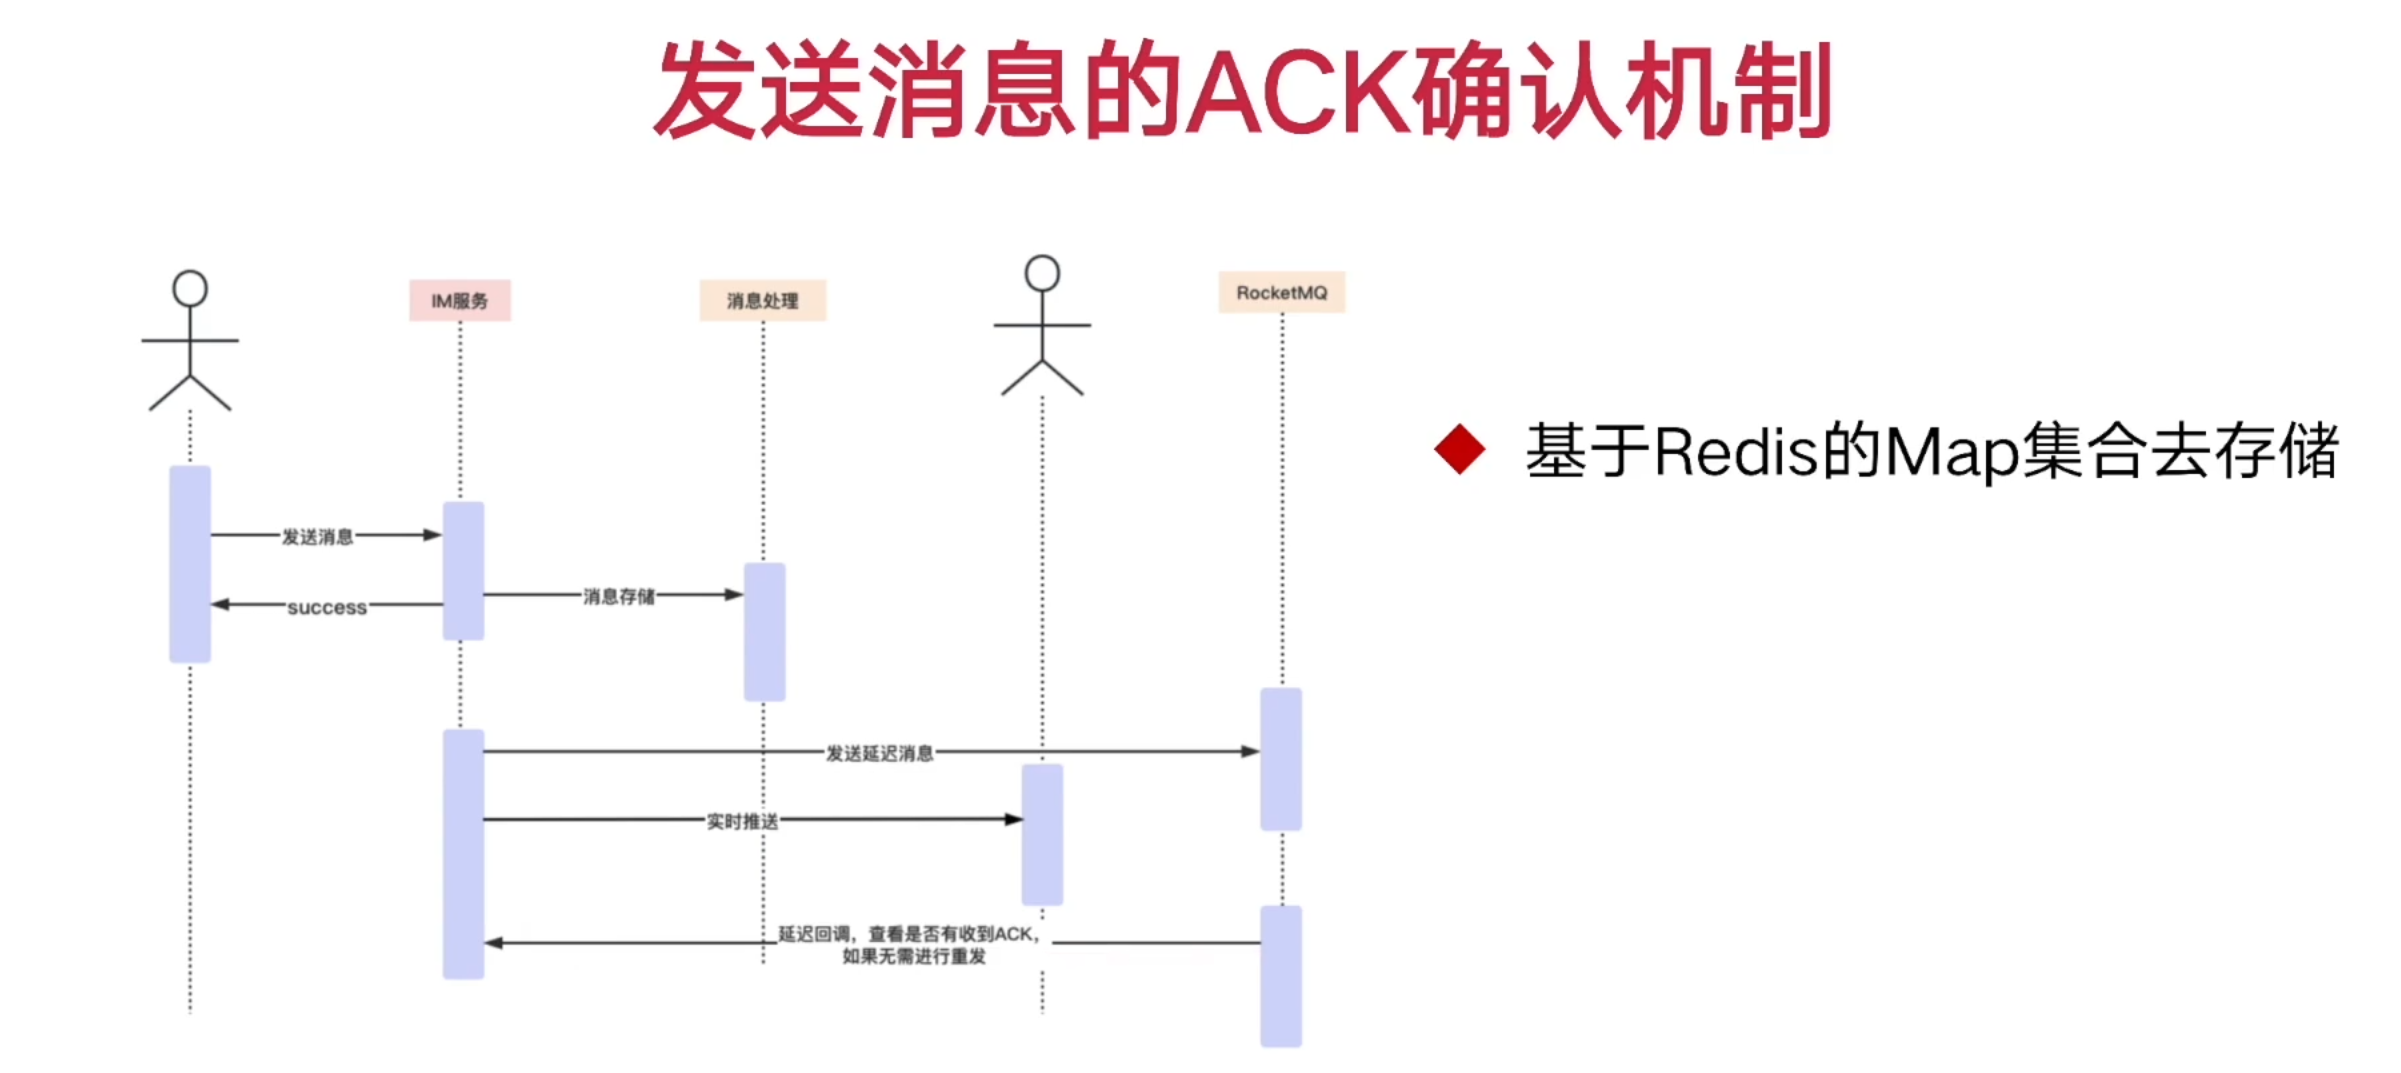 发送消息的ACK确认机制
IM服务
消息处理
RocketMQ
基于Redis的Map集合去存储
发送消息
success
消息存储
发送延迟消息
实时推送
延迟回调，查看是否有收到ACK，
如果无需进行重发